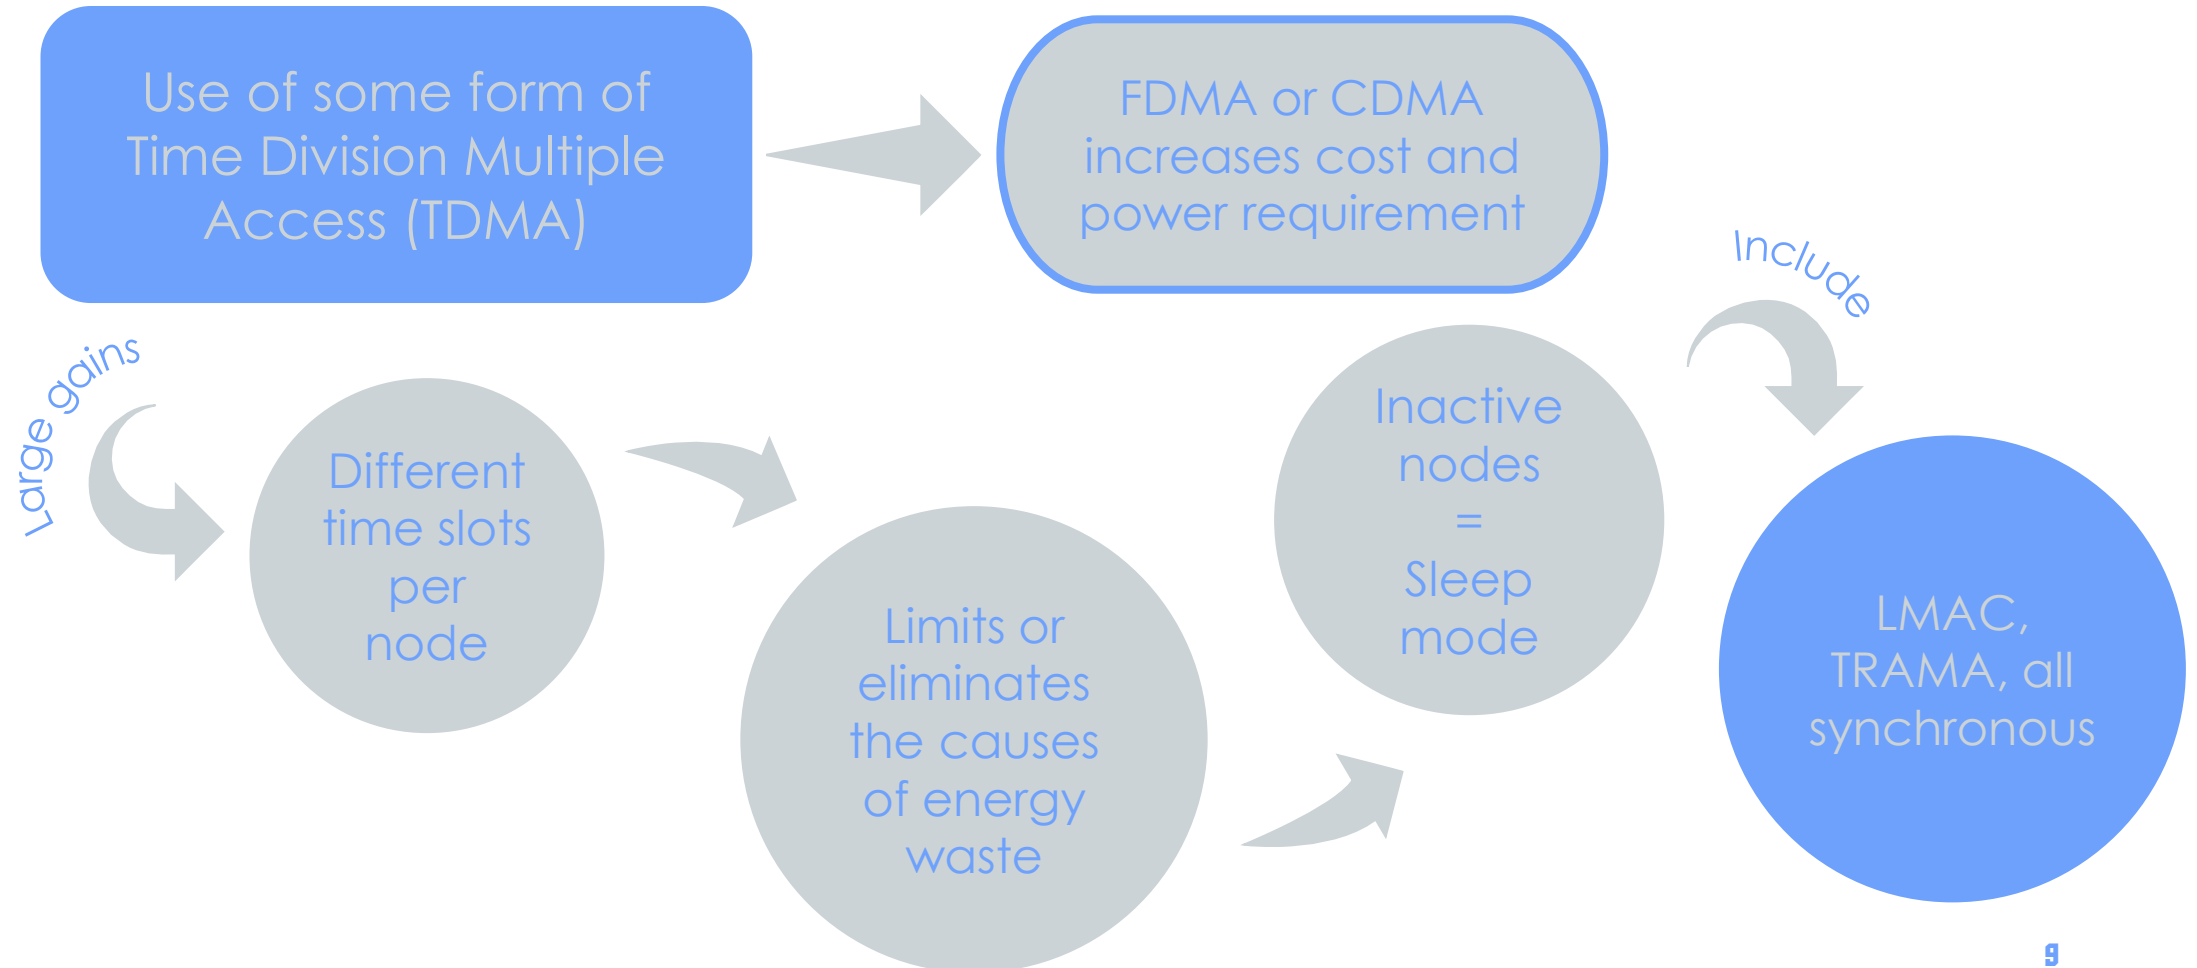 Use of some form of
Time Division Multiple
Access (TDMA)
FDMA or CDMA
increases cost and
power requirement
Large gains
Different
time slots
per
node
Limits or
eliminates
the causes
of energy
waste
Inactive
nodes
=
Sleep
mode
Include
LMAC,
TRAMA, all
synchronous
9